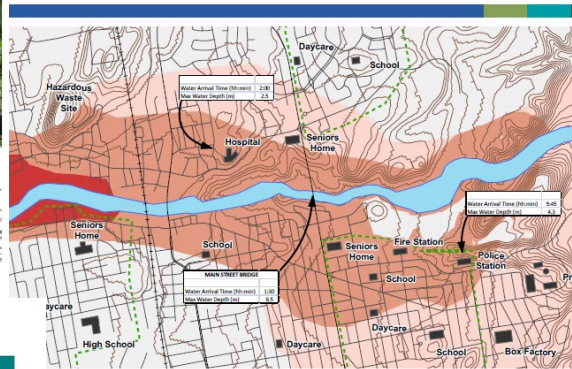 Daycare
School
Hazardous
Waste
Site
Water Arrival Time (hh:min) 2:00
Max Water Depth (m) 2.5
Hospital
Seniors
Home
Water Arrival Time (hh:min) 5:45
Max Water Depth (m) 4.3
Seniors
Home
School
Seniors
Home
Fire Station
Police
Station
MAIN STREET BRIDGE
Water Arrival Time (hh:min) 1:30
Max Water Depth (m) 8.5
School
High School
Daycare
Daycare
School
Box Factory